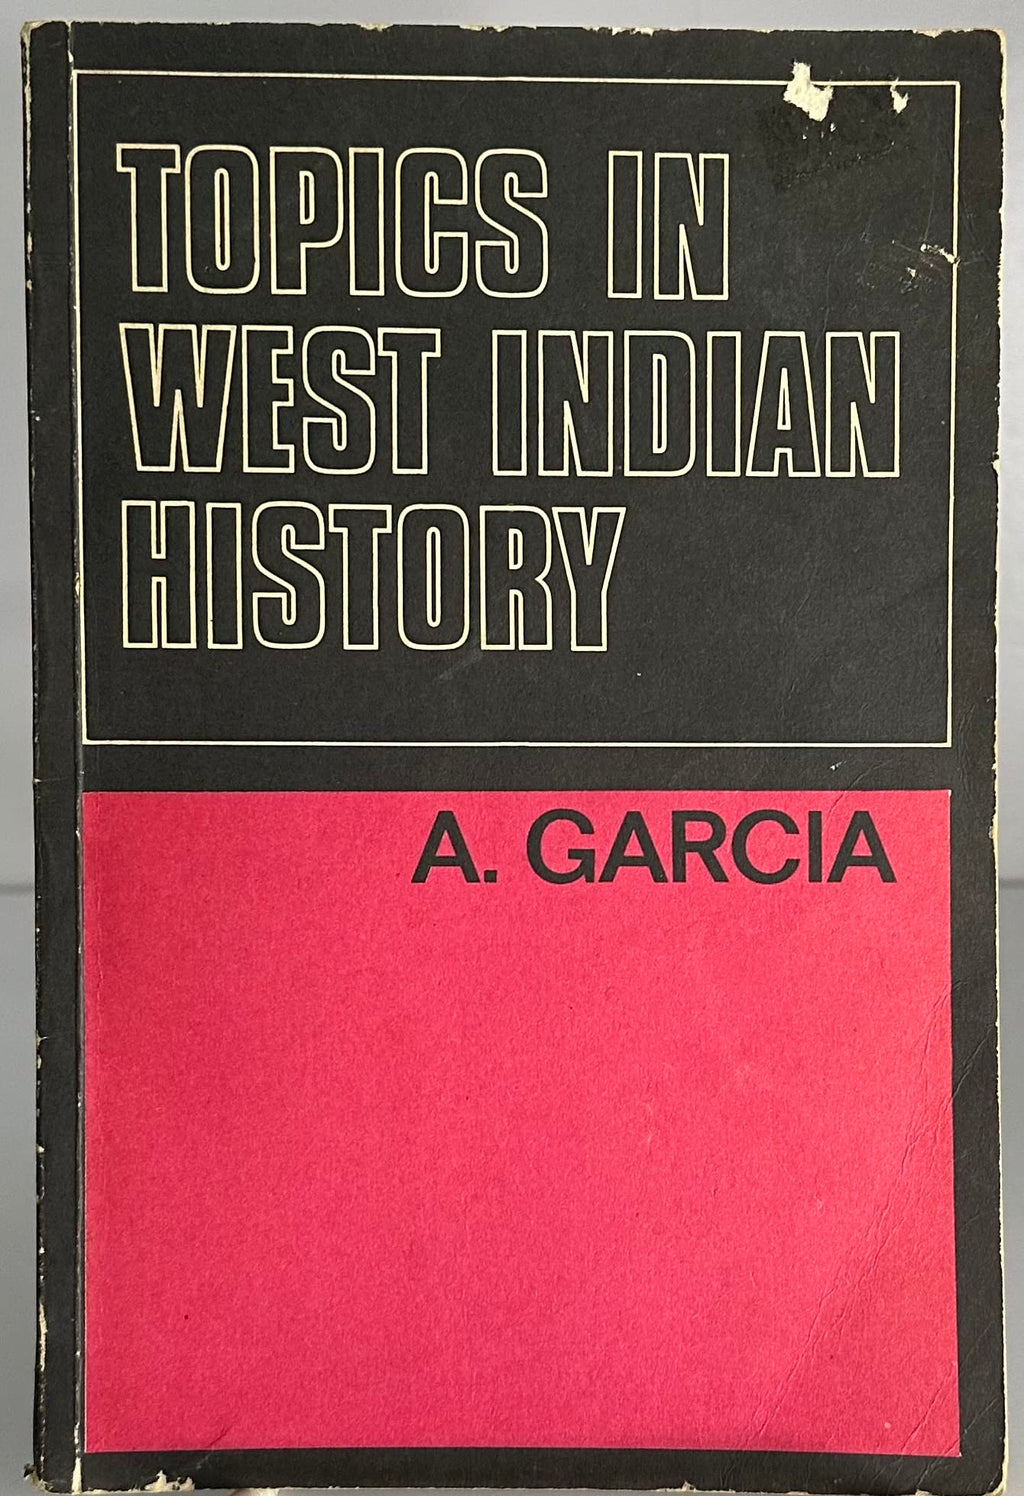 TOPICS IN
WEST INDIAN
HISTORY
A. GARCIA